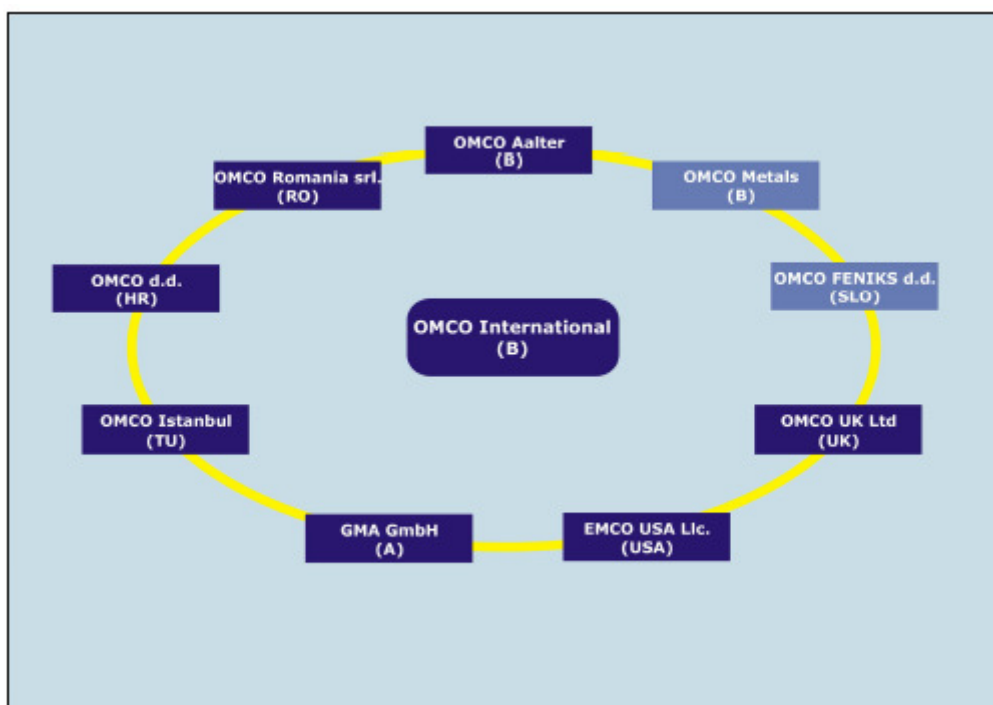 OMCO Aalter
(B)
OMCO Romania srl.
(RO)
OMCO Metals
(B)
OMCO d.d.
(HR)
OMCO FENIKS d.d.
(SLO)
OMCO International
(B)
OMCO Istanbul
(TU)
OMCO UK Ltd
(UK)
GMA GmbH
(A)
EMCO USA Llc.
(USA)